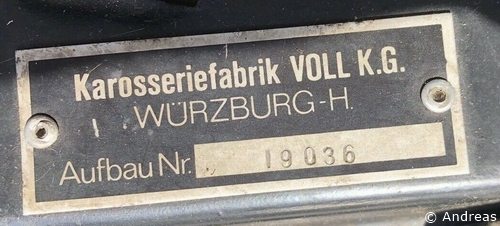 Karosseriefabrik VOLL K.G.
WÜRZBURG-H.
Aufbau Nr. 19036
© Andreas